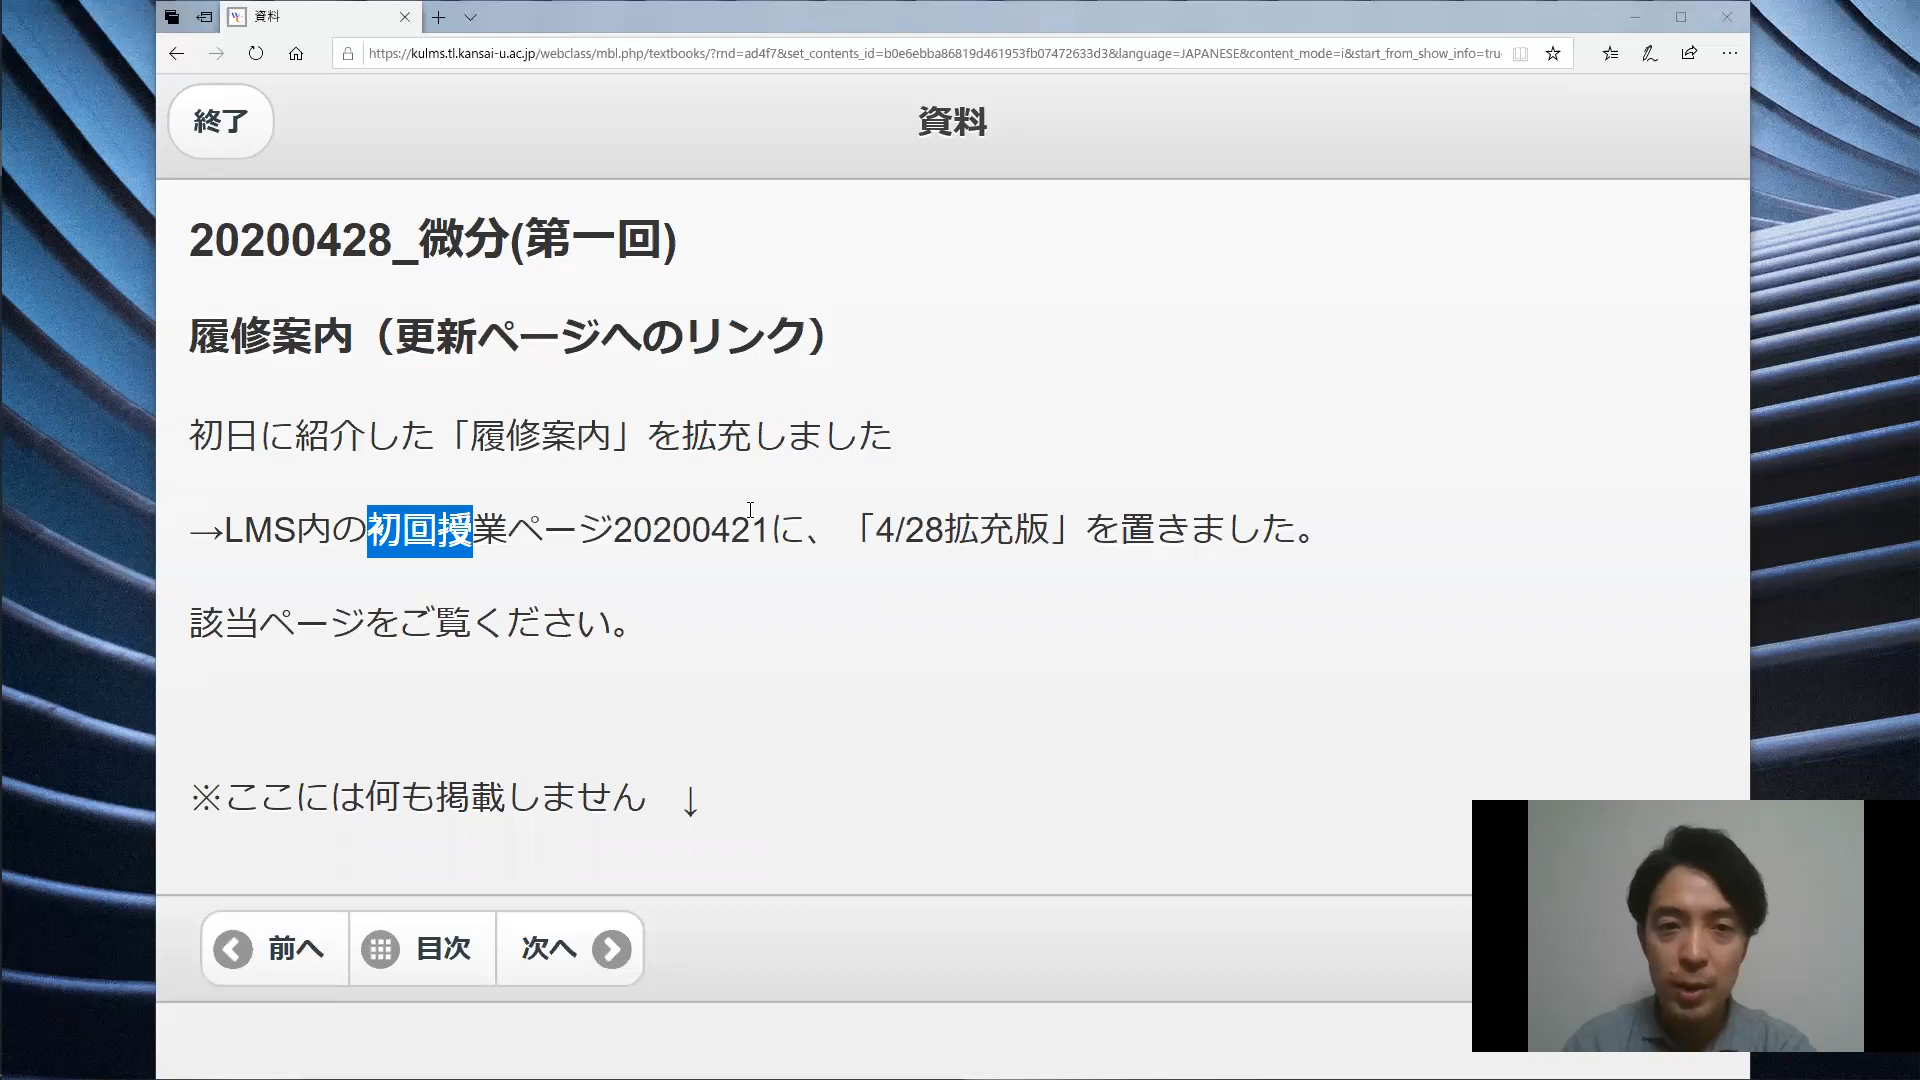 資料
https://kulms.tl.kansai-u.ac.jp/webclass/mbl.php/textbooks/?rnd=ad4f7&set_contents_id=b0e6ebba86819d461953fb07472633d3&language=JAPANESE&content_mode=i&start_from_show_info=tru
終了
資料
20200428_微分(第一回)
履修案内（更新ページへのリンク）
初日に紹介した「履修案内」を拡充しました
→LMS内の初回授業ページ20200421に、「4/28拡充版」を置きました。
該当ページをご覧ください。
※ここには何も掲載しません　↓
前へ 目次 次へ